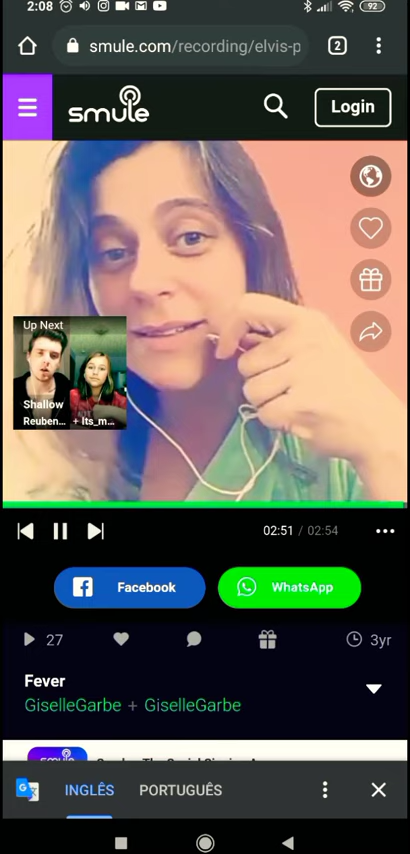 2:08
92
smule.com/recording/elvis-p
2
smule
Login
Up Next
Shallow
Reuben... + Its_m...
02:51 / 02:54
Facebook
WhatsApp
27
3yr
Fever
GiselleGarbe + GiselleGarbe
INGLÊS
PORTUGUÊS